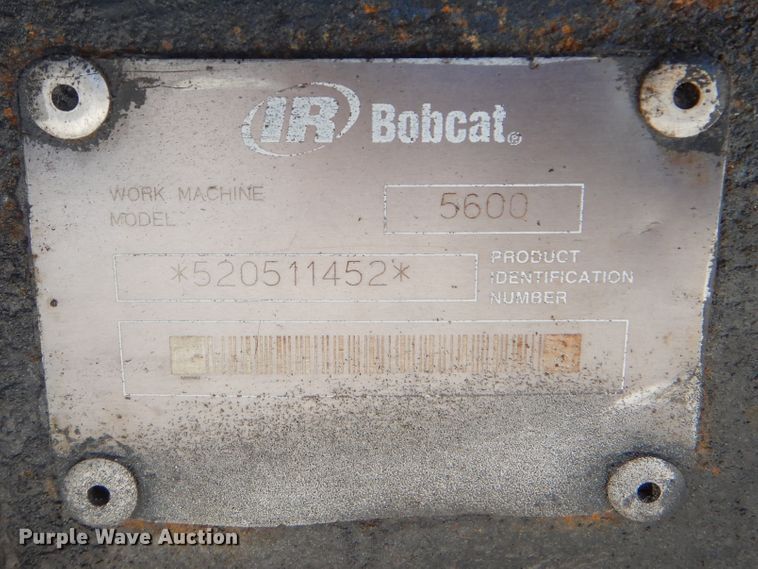 IR Bobcat®
WORK MACHINE
MODEL
5600
*520511452*
PRODUCT
IDENTIFICATION
NUMBER
Purple Wave Auction